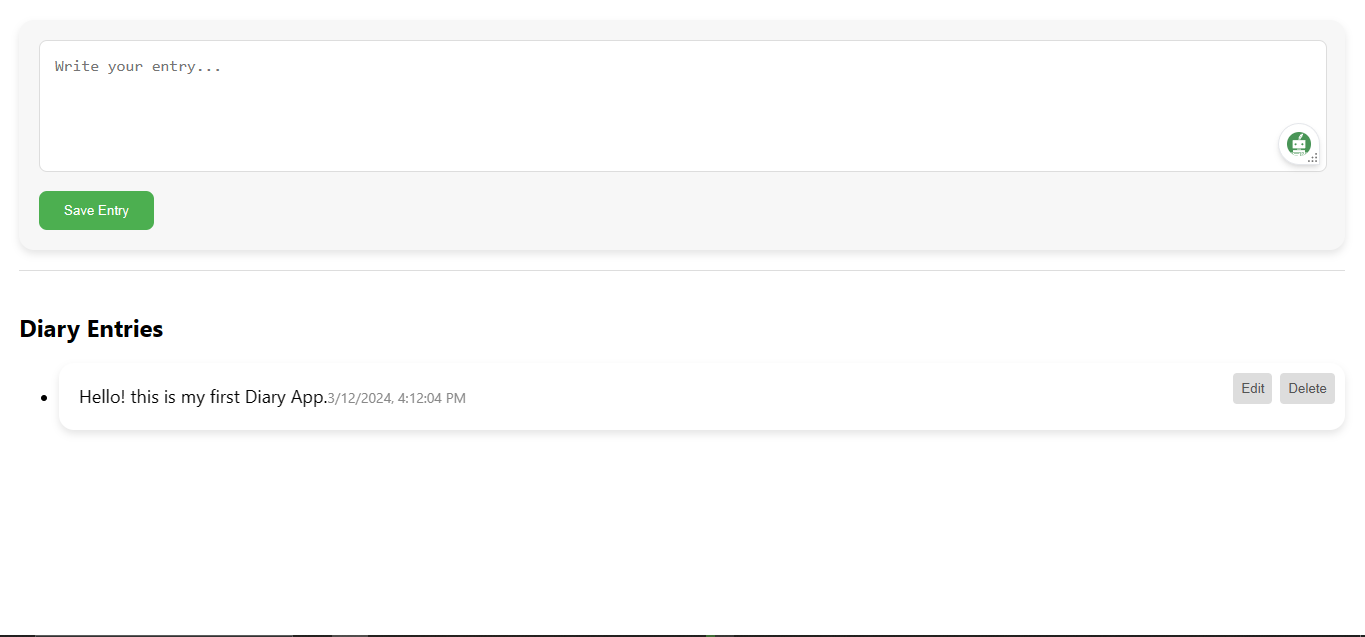 Write your entry...
Save Entry
Diary Entries
Hello! this is my first Diary App.3/12/2024, 4:12:04 PM
Edit Delete